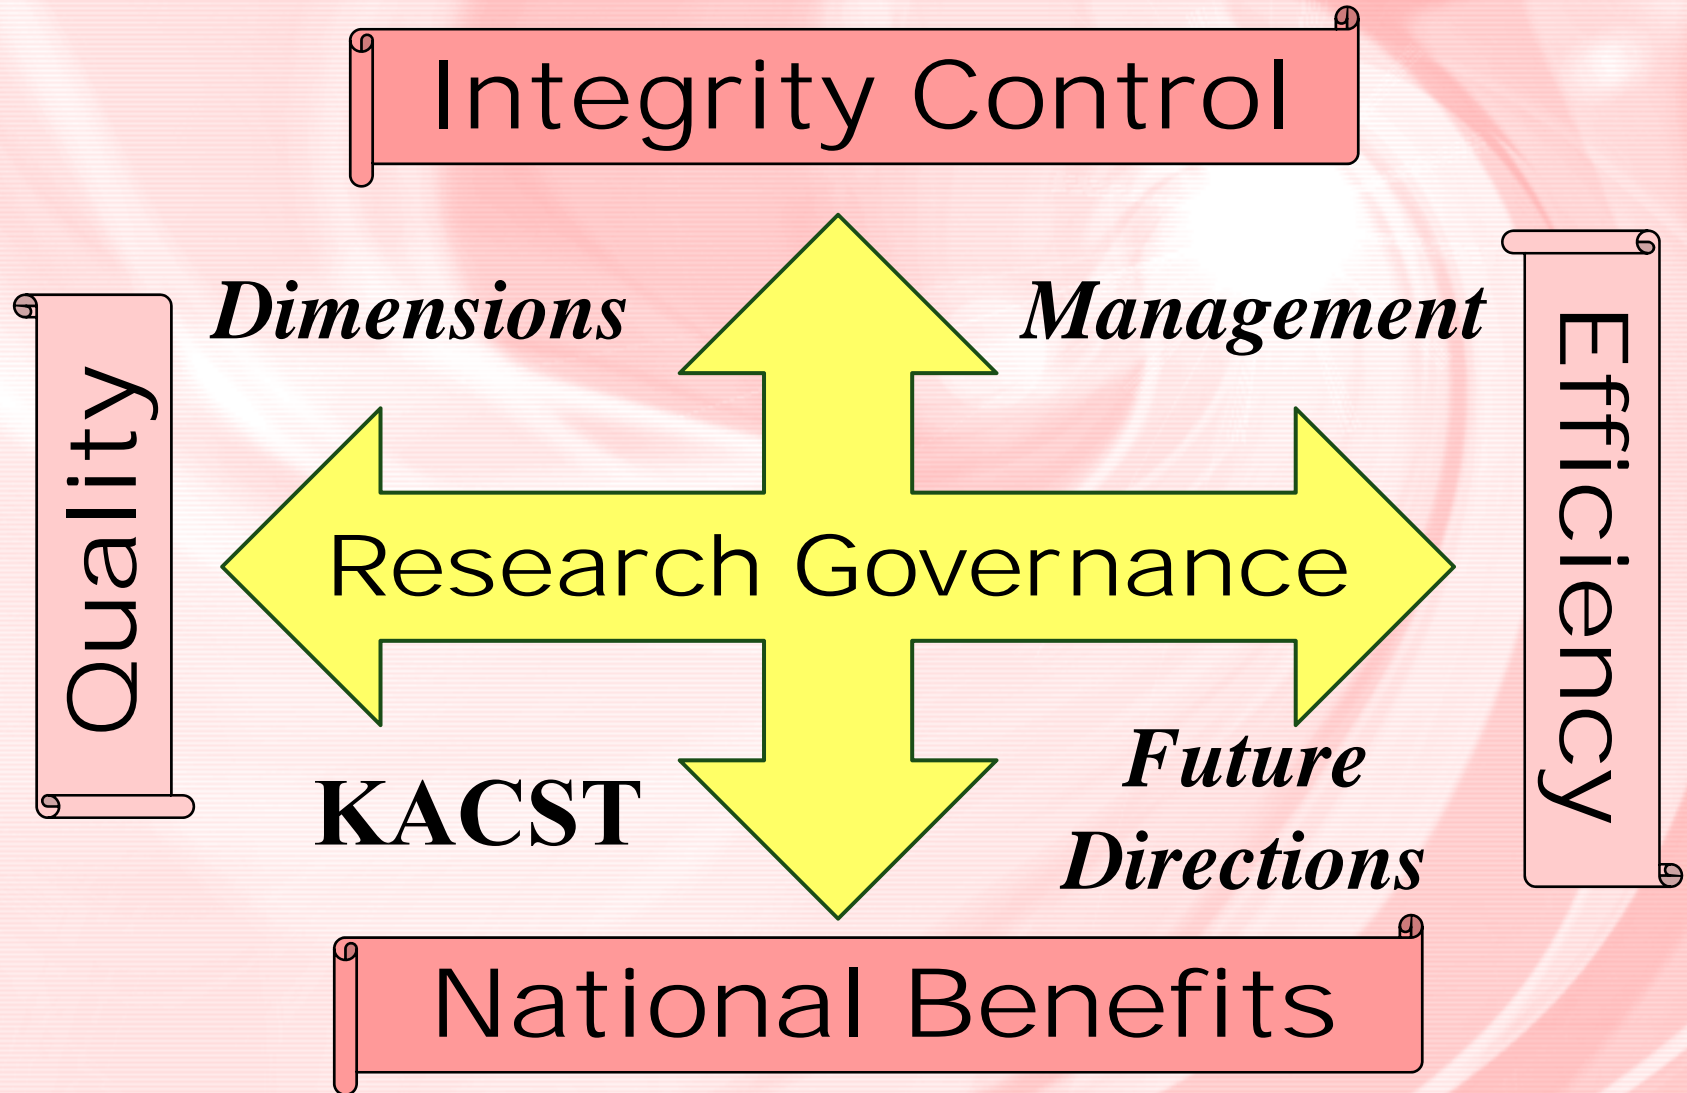 Integrity Control
Dimensions
Management
Quality
Efficiency
Research Governance
KACST
Future
Directions
National Benefits